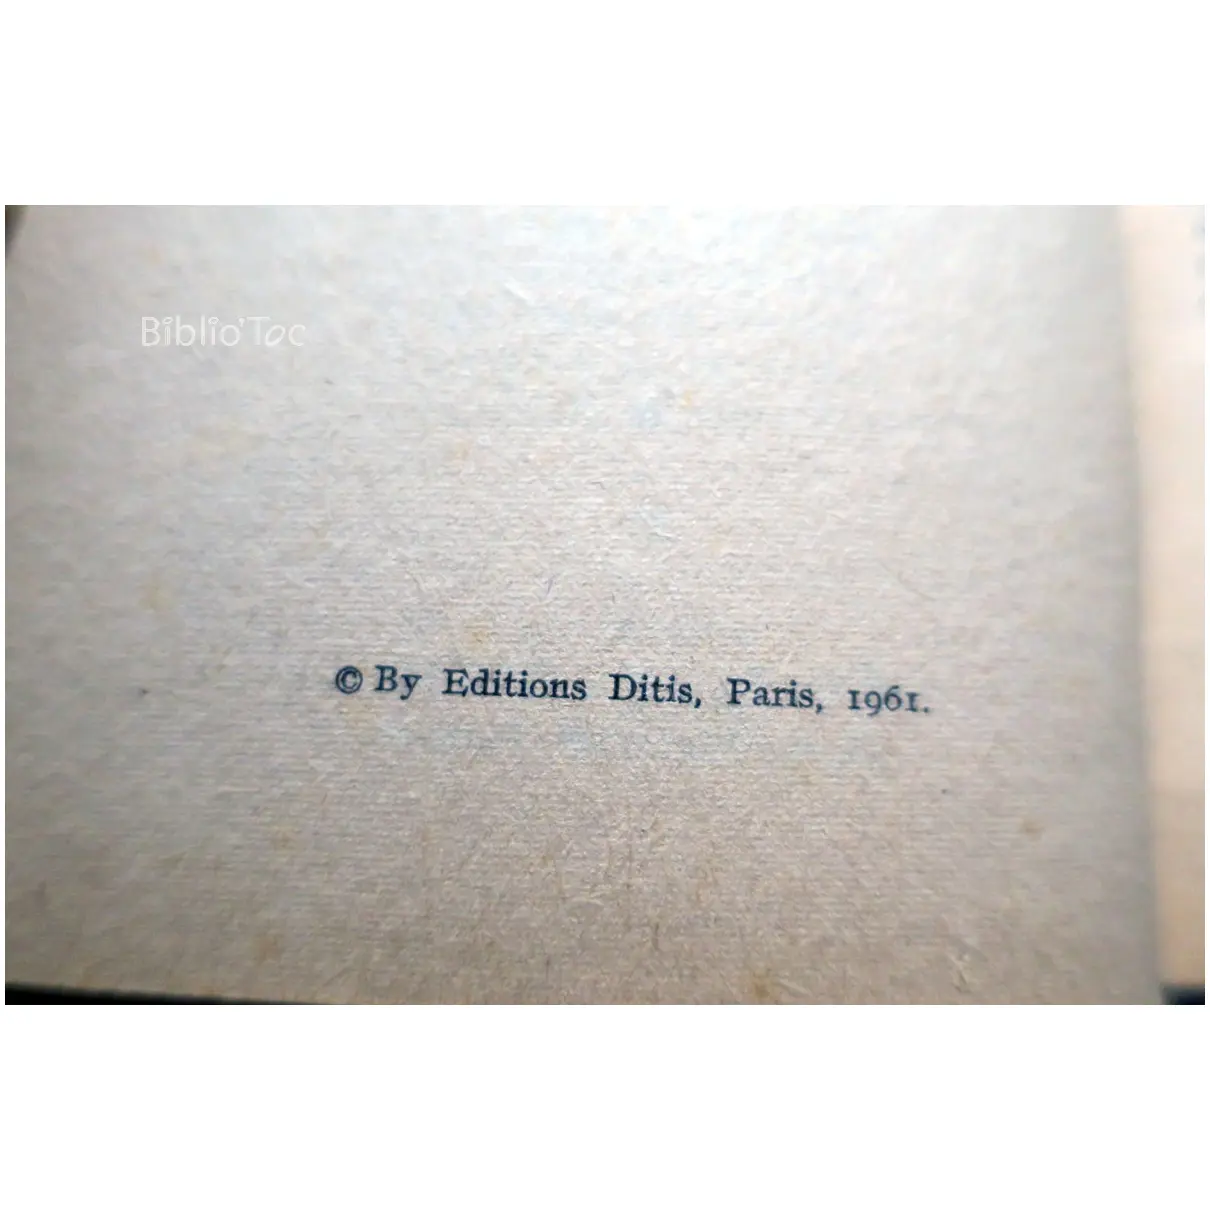 Biblio'Toc
© By Editions Ditis, Paris, 1961.